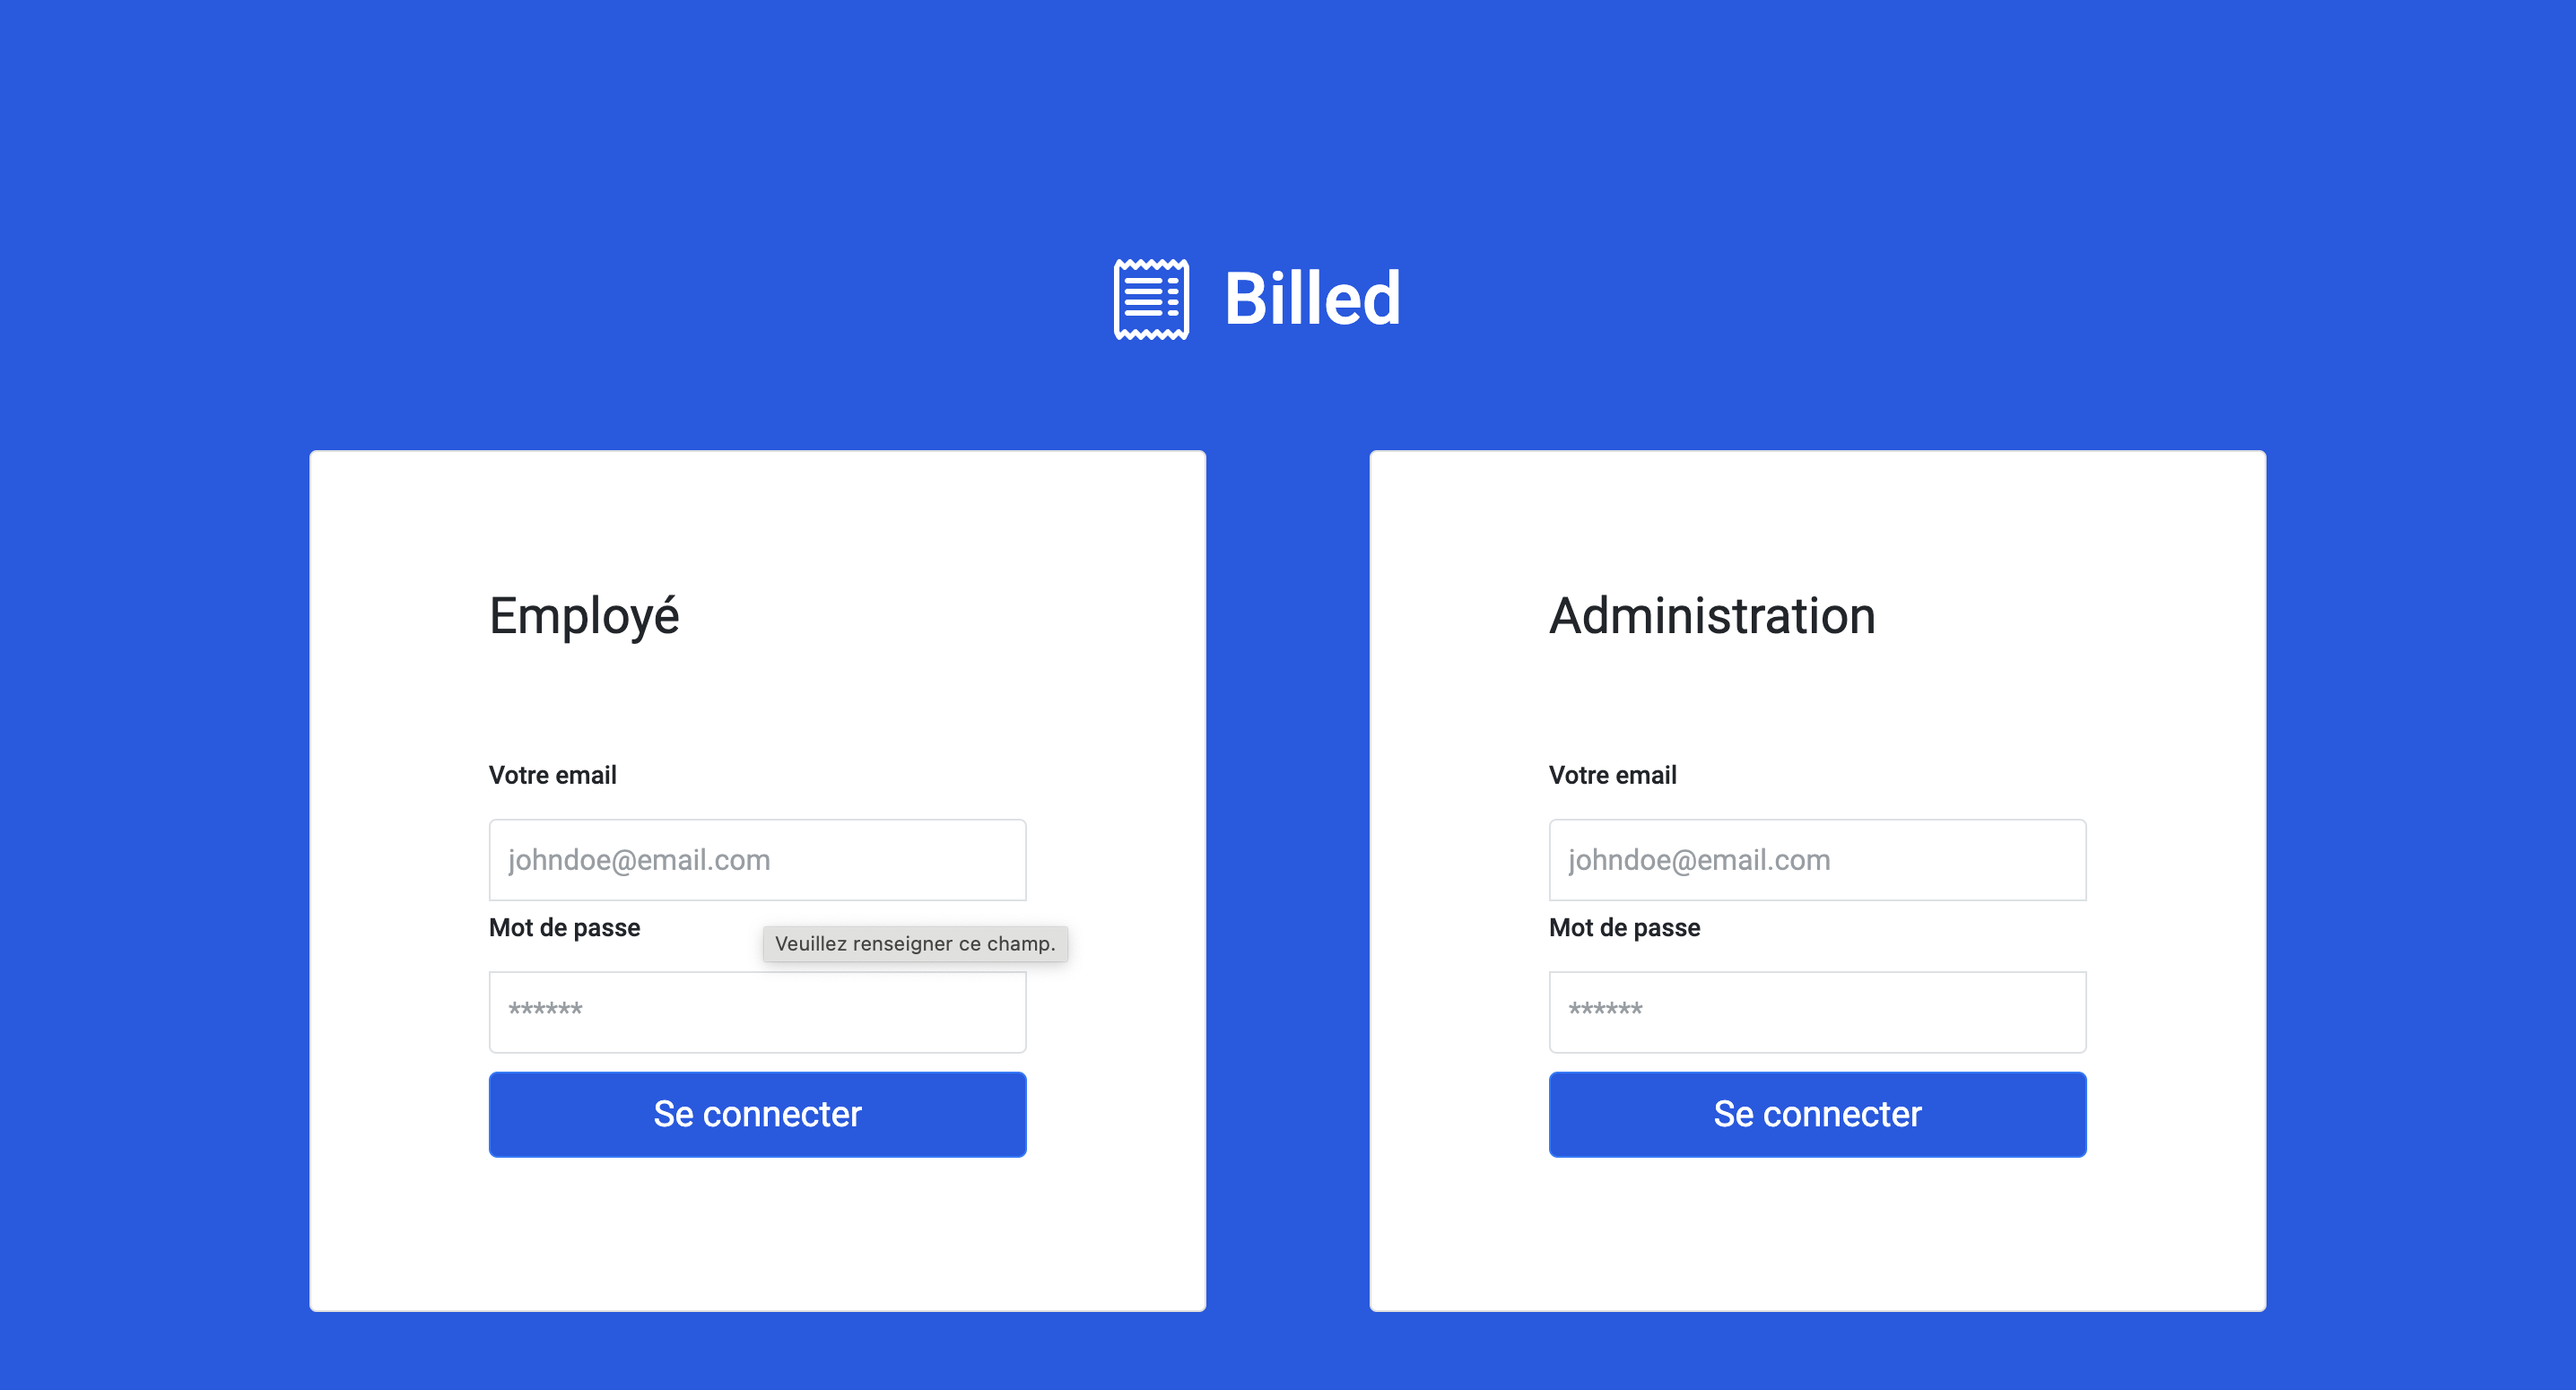 Billed
Employé
Votre email
johndoe@email.com
Mot de passe
Veuillez renseigner ce champ.
******
Se connecter
Administration
Votre email
johndoe@email.com
Mot de passe
******
Se connecter